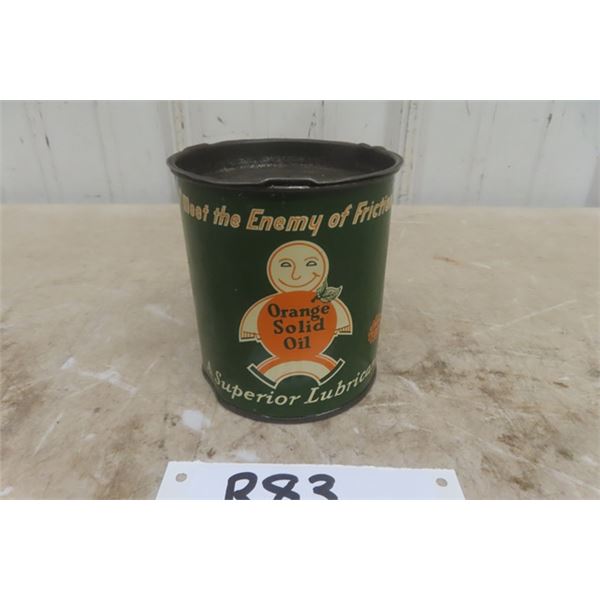 Meet the Enemy of Frictio
Orange
Solid
Oil
A Superior Lubrica
R83